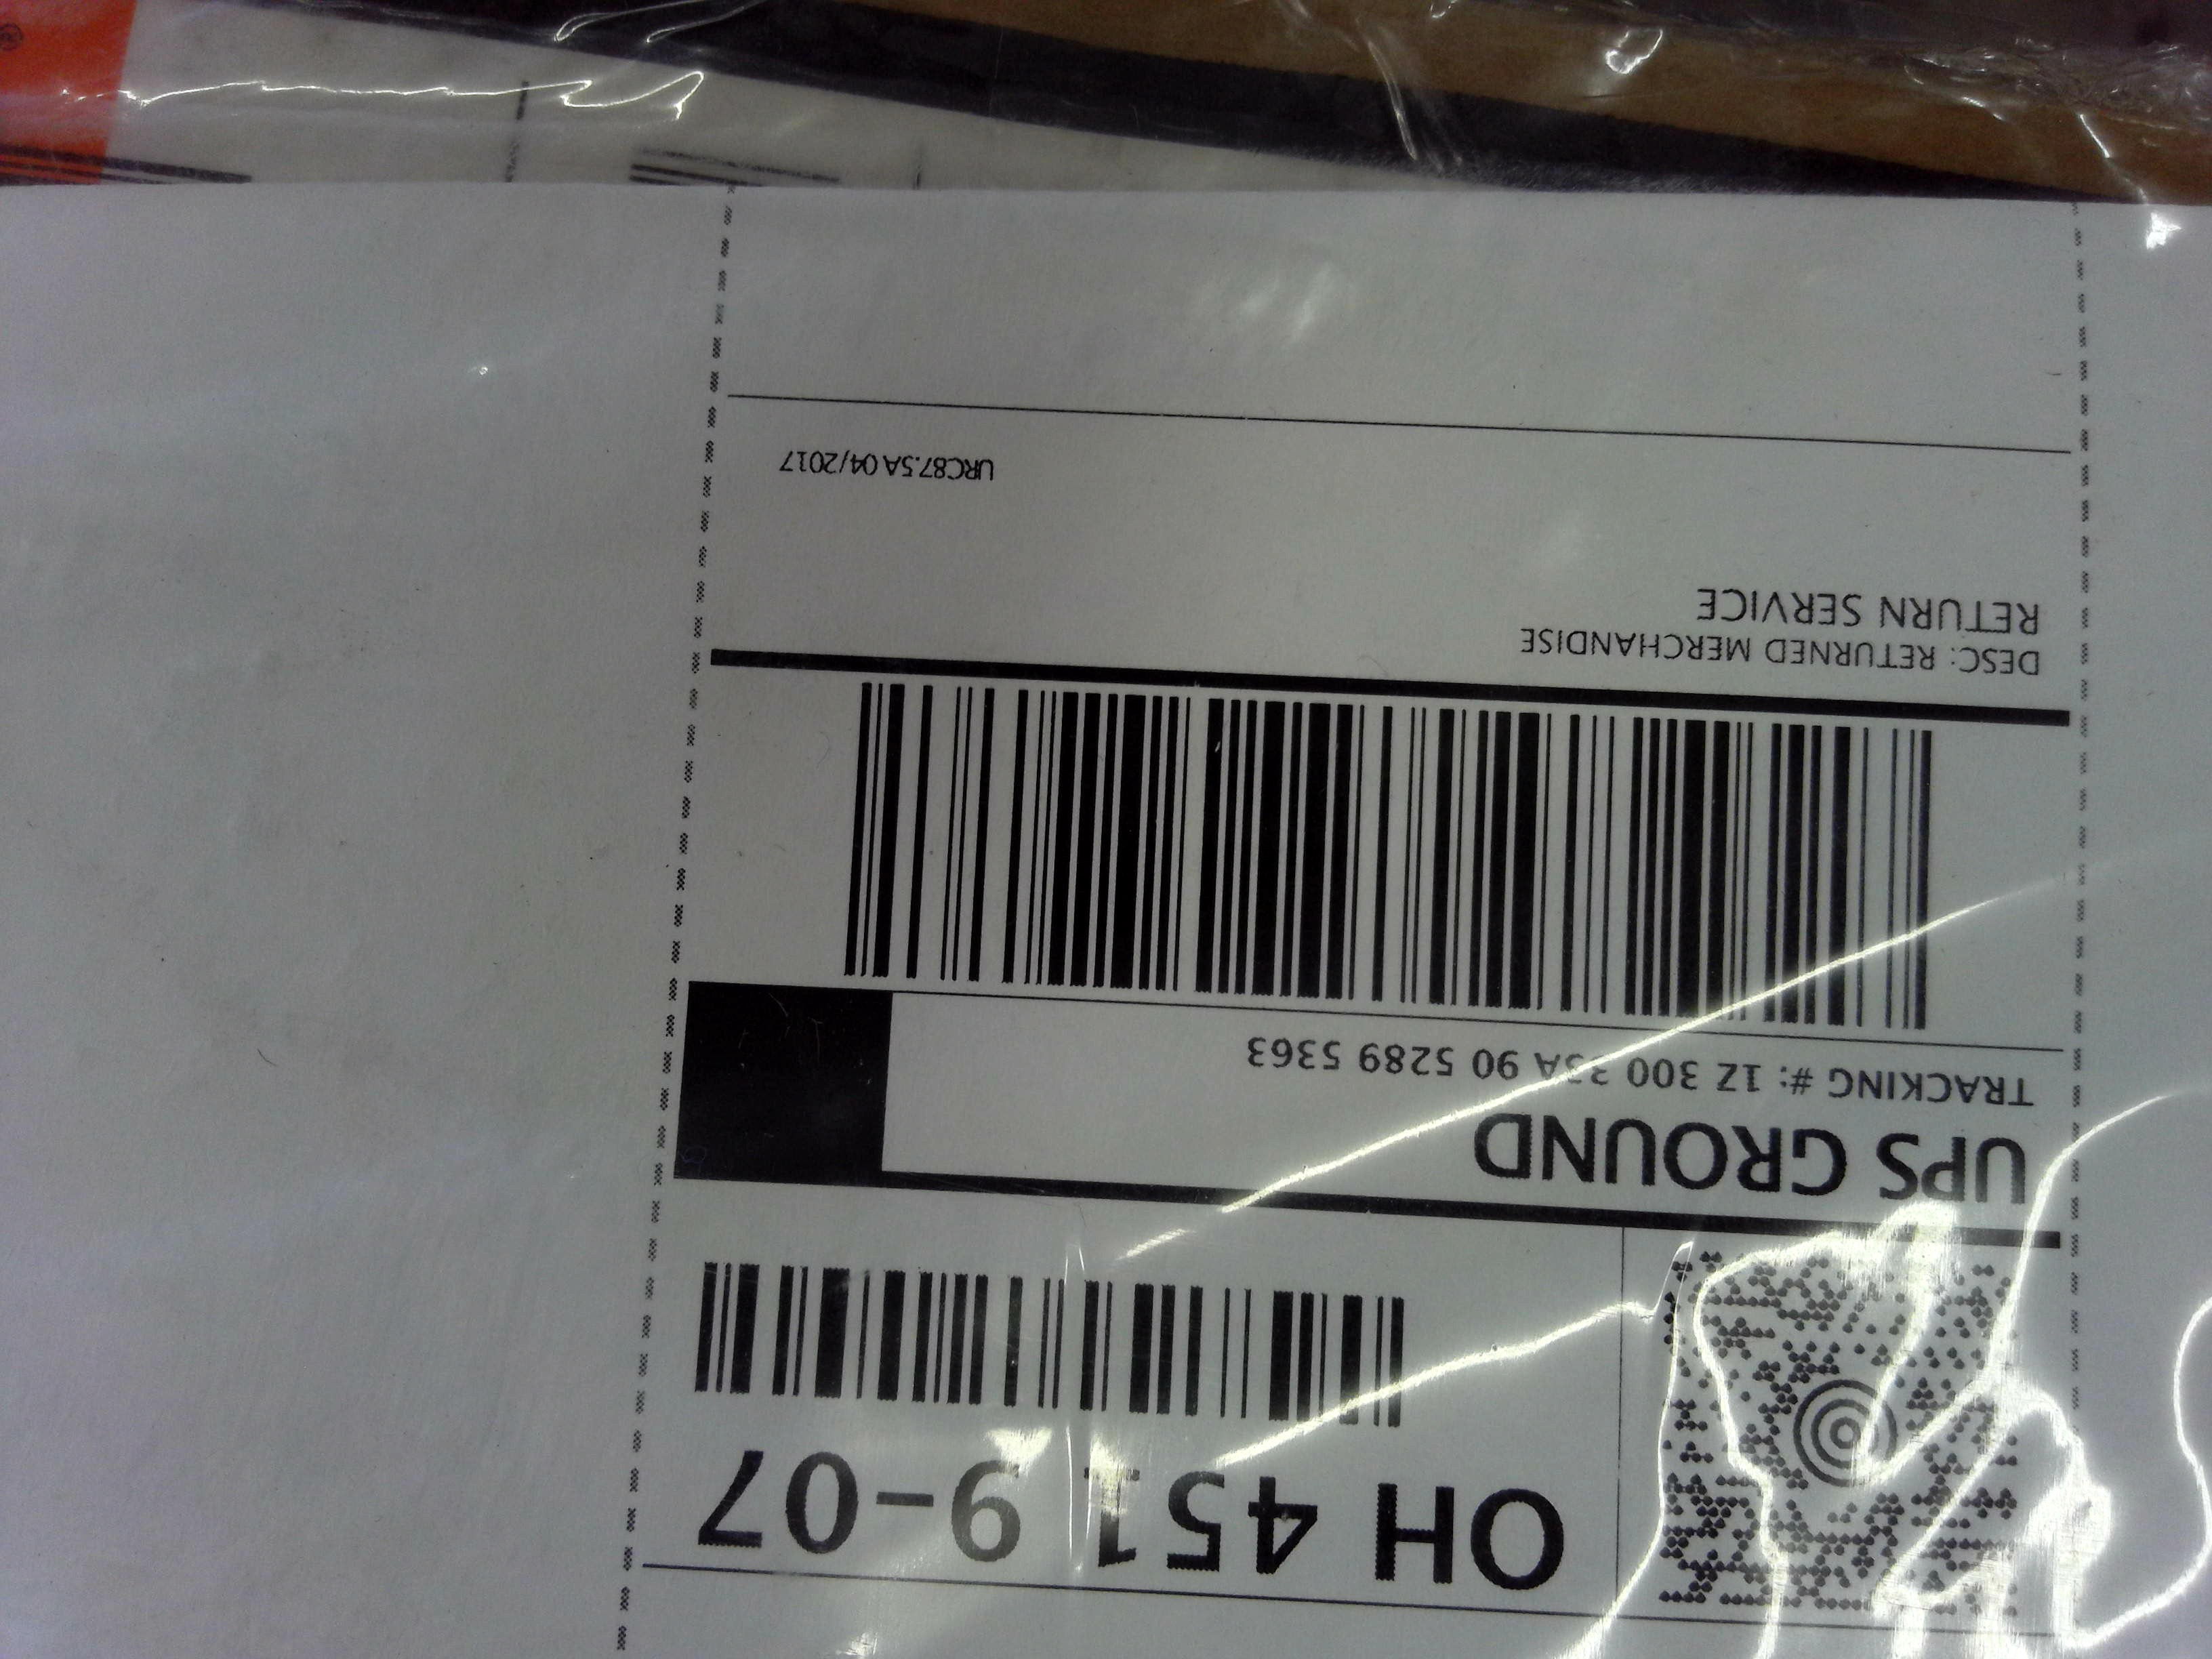 OH 451 9-07
UPS GROUND
TRACKING #: 1Z 300 33A 90 5289 5363
DESC: RETURNED MERCHANDISE
RETURN SERVICE
URC87.5A 04/2017